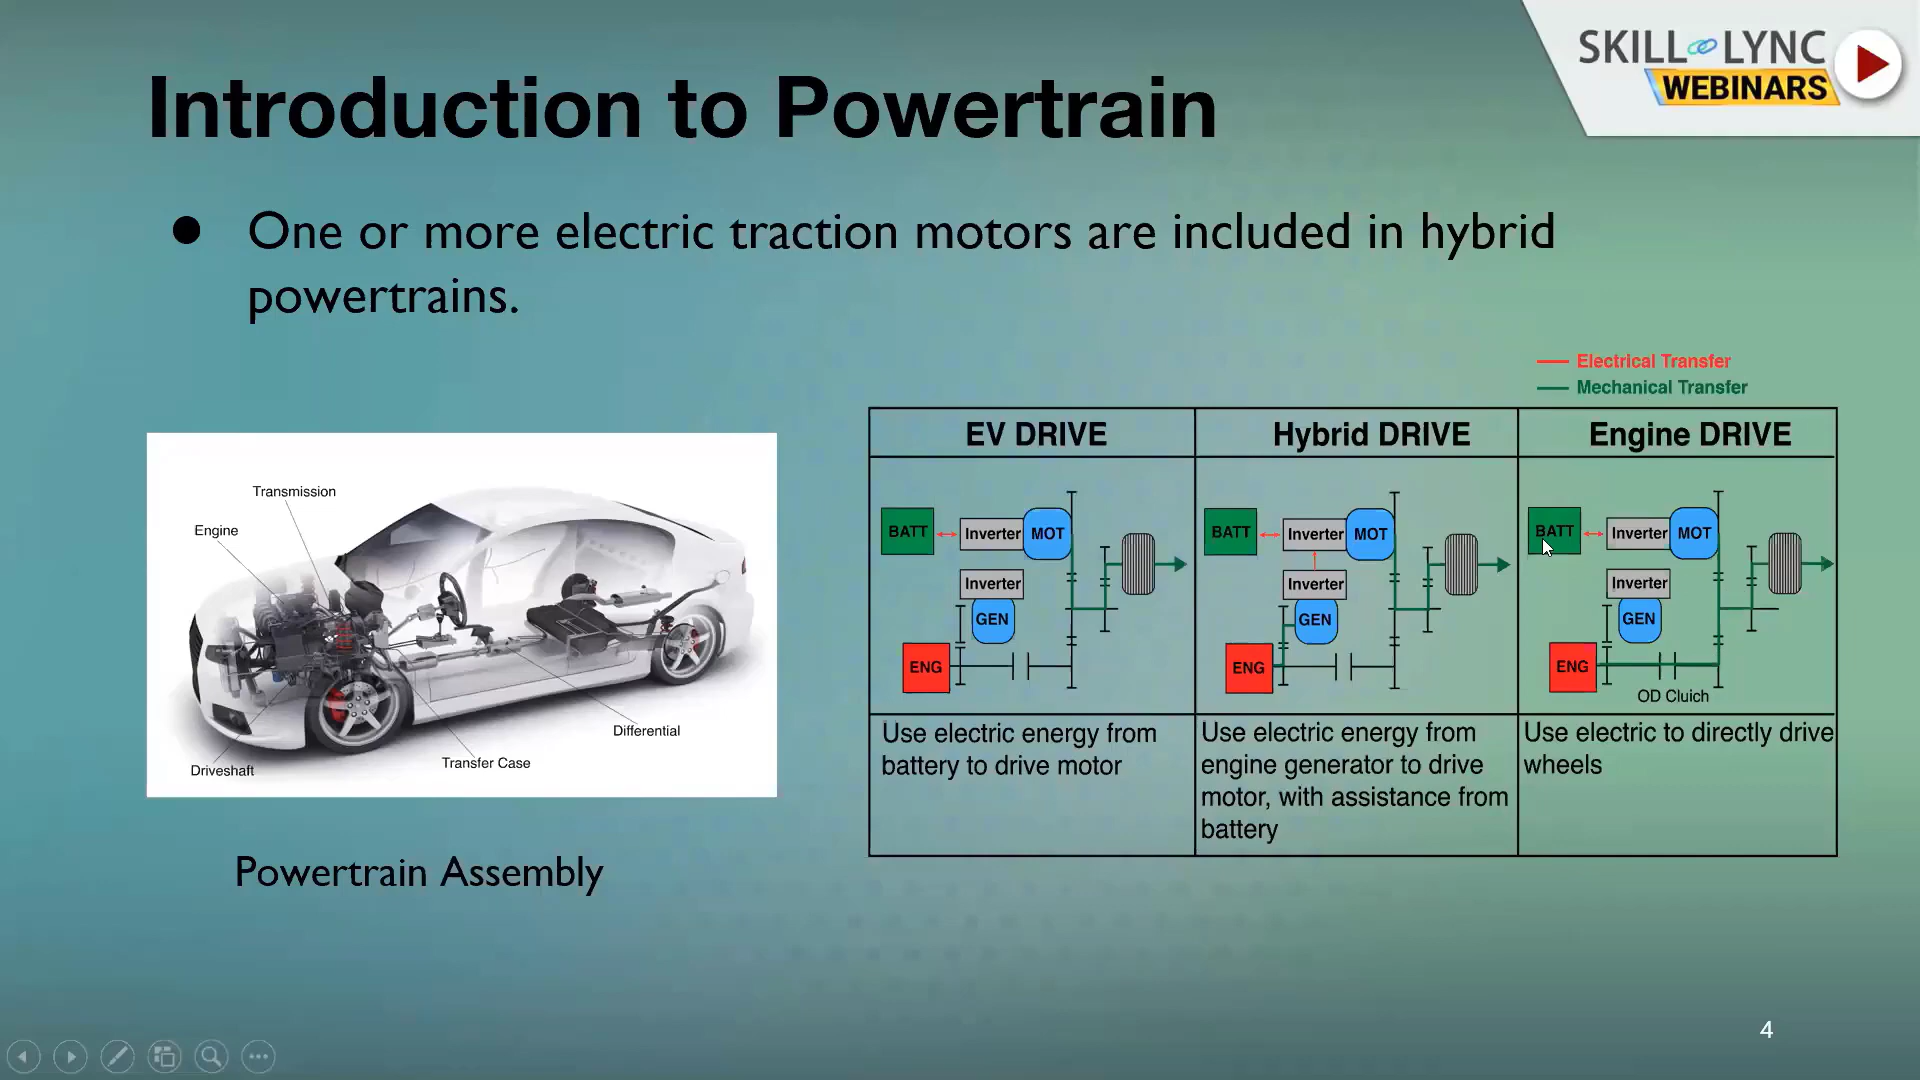 SKILL LYNC
WEBINARS
Introduction to Powertrain
● One or more electric traction motors are included in hybrid
powertrains.
Electrical Transfer
Mechanical Transfer
Transmission
Engine
Driveshaft
Transfer Case
Differential
Powertrain Assembly
EV DRIVE
BATT
Inverter
MOT
Inverter
GEN
ENG
Use electric energy from
battery to drive motor
Hybrid DRIVE
BATT
Inverter
MOT
Inverter
GEN
ENG
Use electric energy from
engine generator to drive
motor, with assistance from
battery
Engine DRIVE
BATT
Inverter
MOT
Inverter
GEN
ENG
OD Cluich
Use electric to directly drive
wheels
4